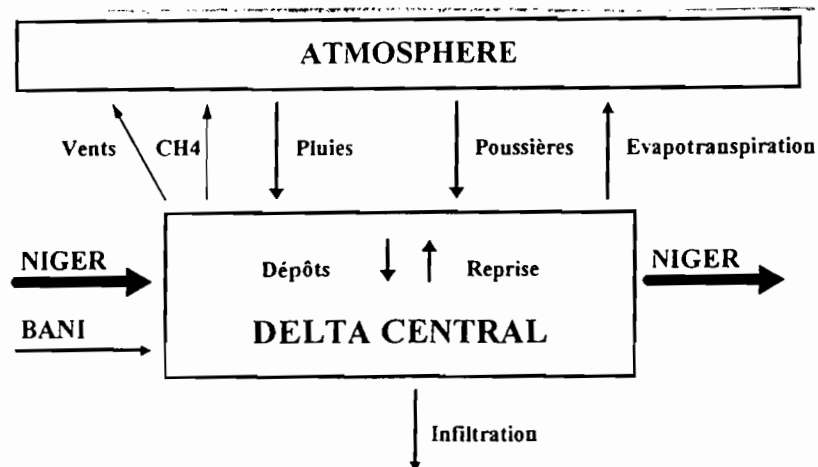 ATMOSPHERE
Vents CH4 Pluies Poussières Evapotranspiration
NIGER
Dépôts Reprise
NIGER
BANI
DELTA CENTRAL
Infiltration